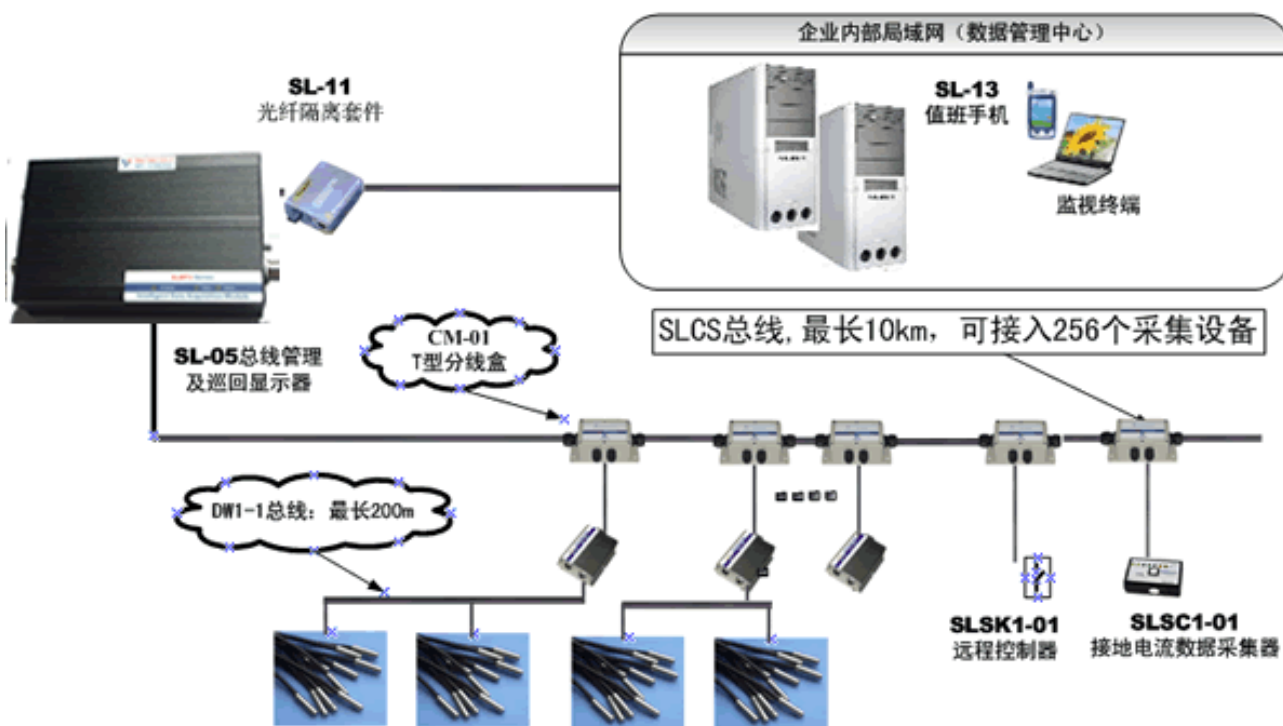 企业内部局域网（数据管理中心）
SL-11
光纤隔离套件
SL-13
值班手机
监视终端
SL-05总线管理
及巡回显示器
CM-01
T型分线盒
SLCS总线,最长10km，可接入256个采集设备
DW1-1总线：最长200m
SLSK1-01
远程控制器
SLSC1-01
接地电流数据采集器